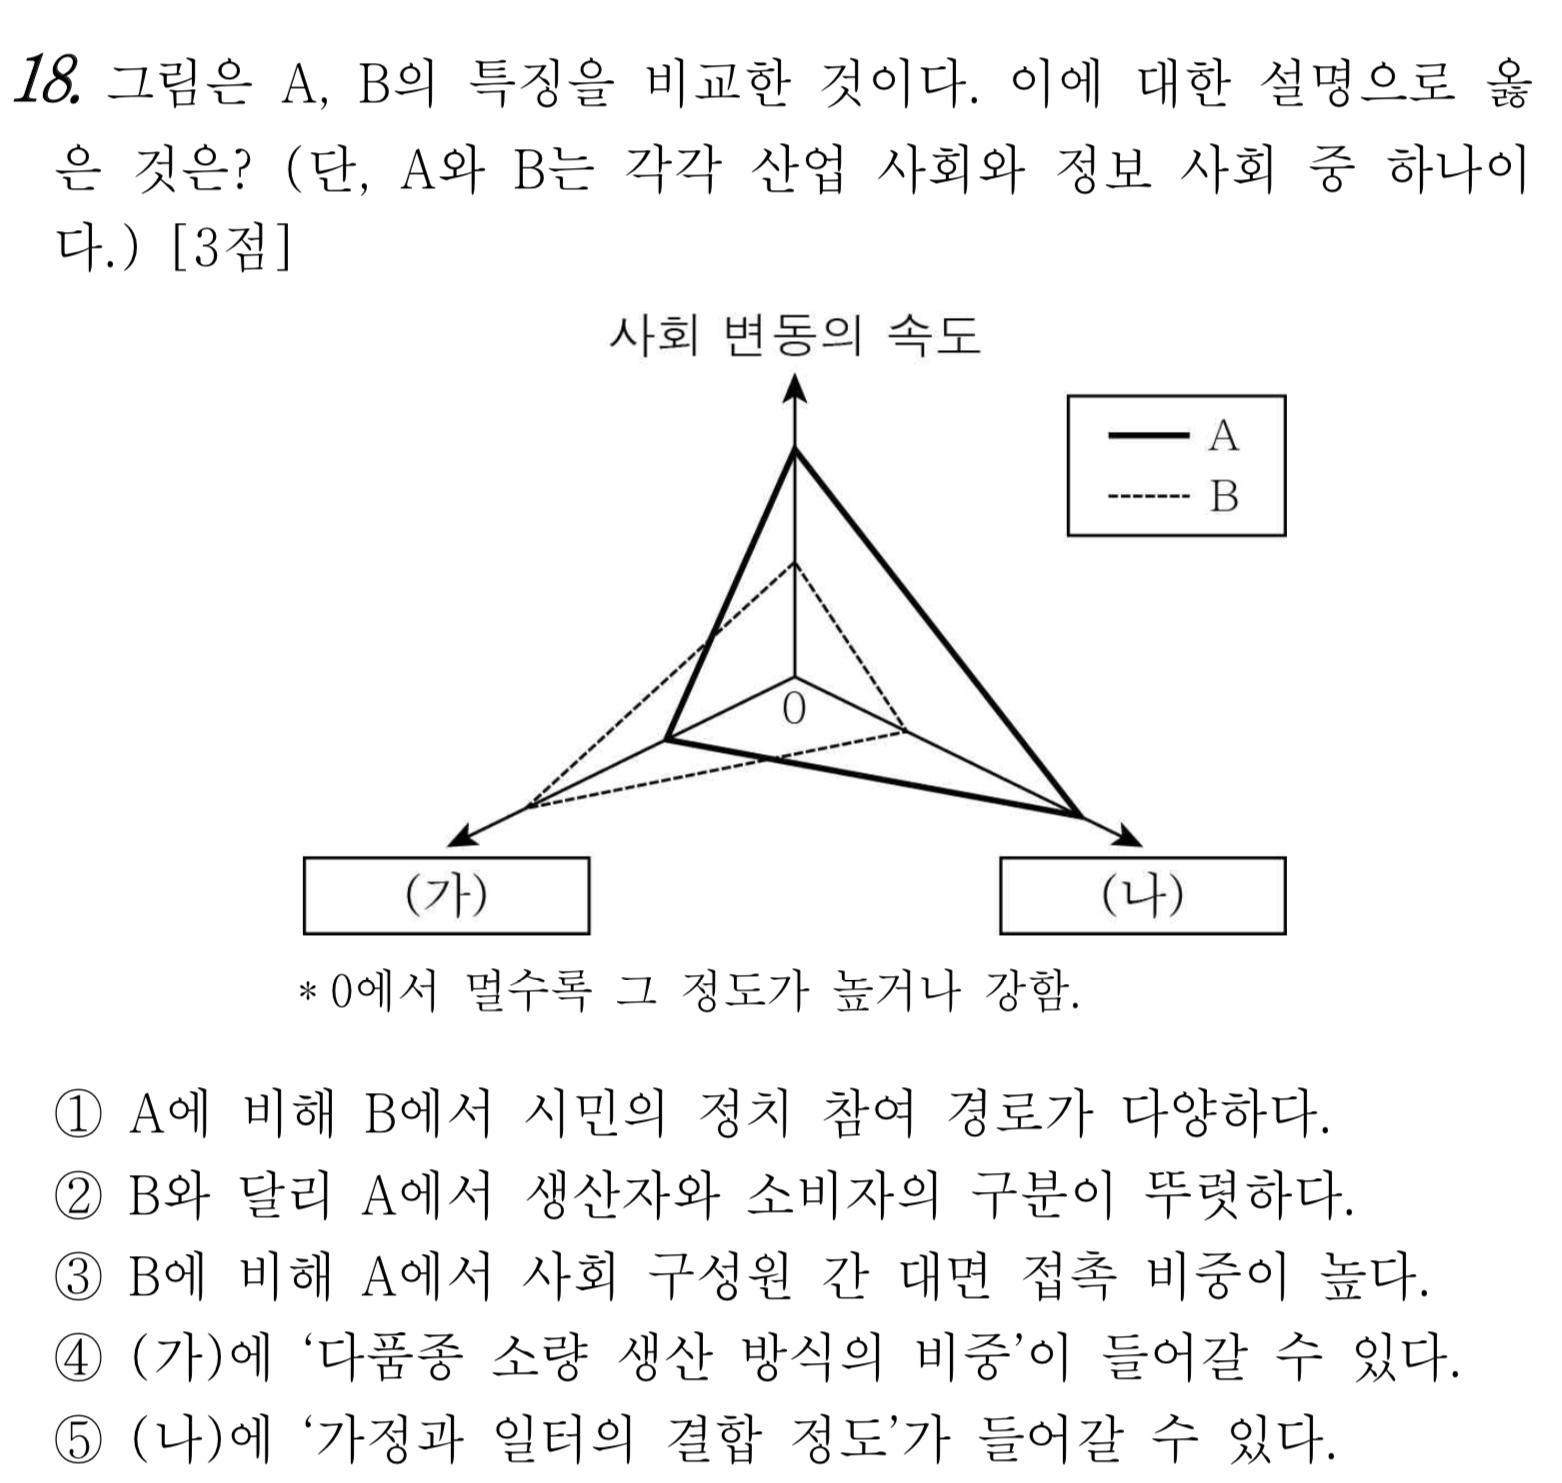 18. 그림은 A, B의 특징을 비교한 것이다. 이에 대한 설명으로 옳
은 것은? (단, A와 B는 각각 산업 사회와 정보 사회 중 하나이
다.) [3점]
사회 변동의 속도
A
B
0
(가)
(나)
* 0에서 멀수록 그 정도가 높거나 강함.
① A에 비해 B에서 시민의 정치 참여 경로가 다양하다.
② B와 달리 A에서 생산자와 소비자의 구분이 뚜렷하다.
③ B에 비해 A에서 사회 구성원 간 대면 접촉 비중이 높다.
④ (가)에 ‘다품종 소량 생산 방식의 비중’이 들어갈 수 있다.
⑤ (나)에 ‘가정과 일터의 결합 정도’가 들어갈 수 있다.